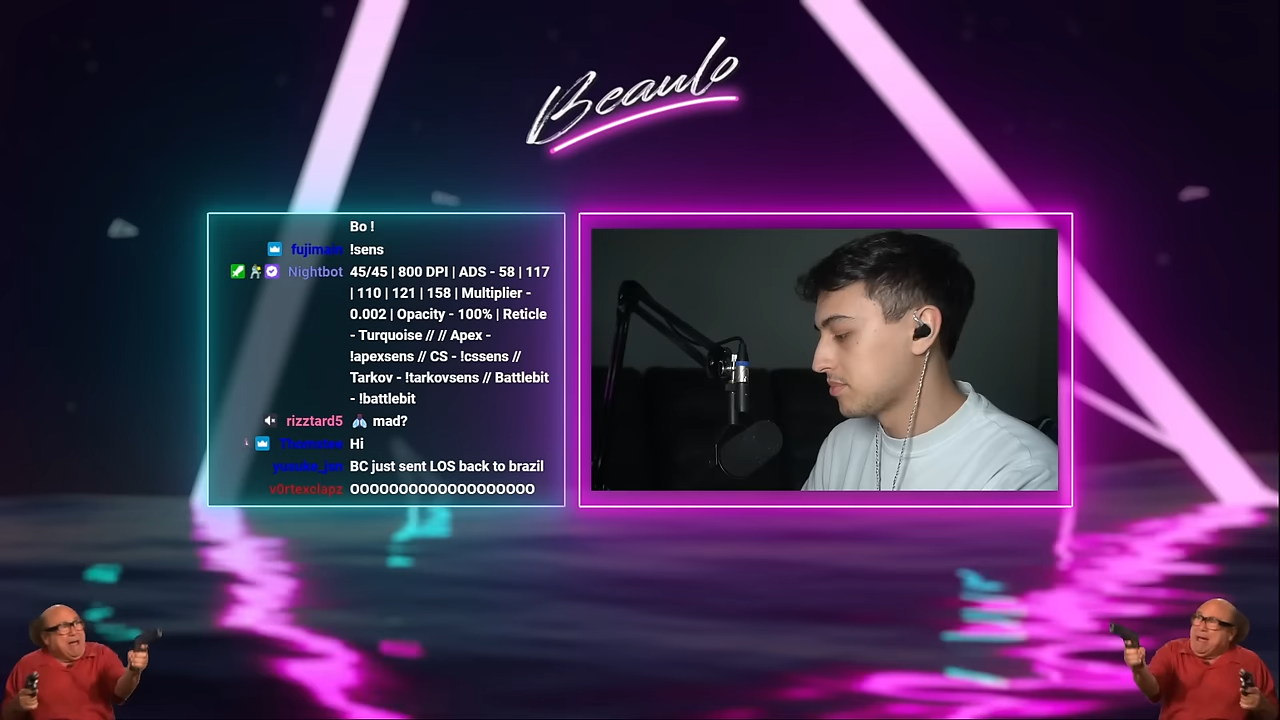 Beaulo
Bo !
fujimain !sens
Nightbot 45/45 | 800 DPI | ADS - 58 | 117
| 110 | 121 | 158 | Multiplier -
0.002 | Opacity - 100% | Reticle
- Turquoise // // Apex -
!apexsens // CS - !cssens //
Tarkov - !tarkovsens // Battlebit
- !battlebit
rizztard5 mad?
Hi
BC just sent LOS back to brazil
v0rtexclapz OOOOOOOOOOOOOOOOOOO